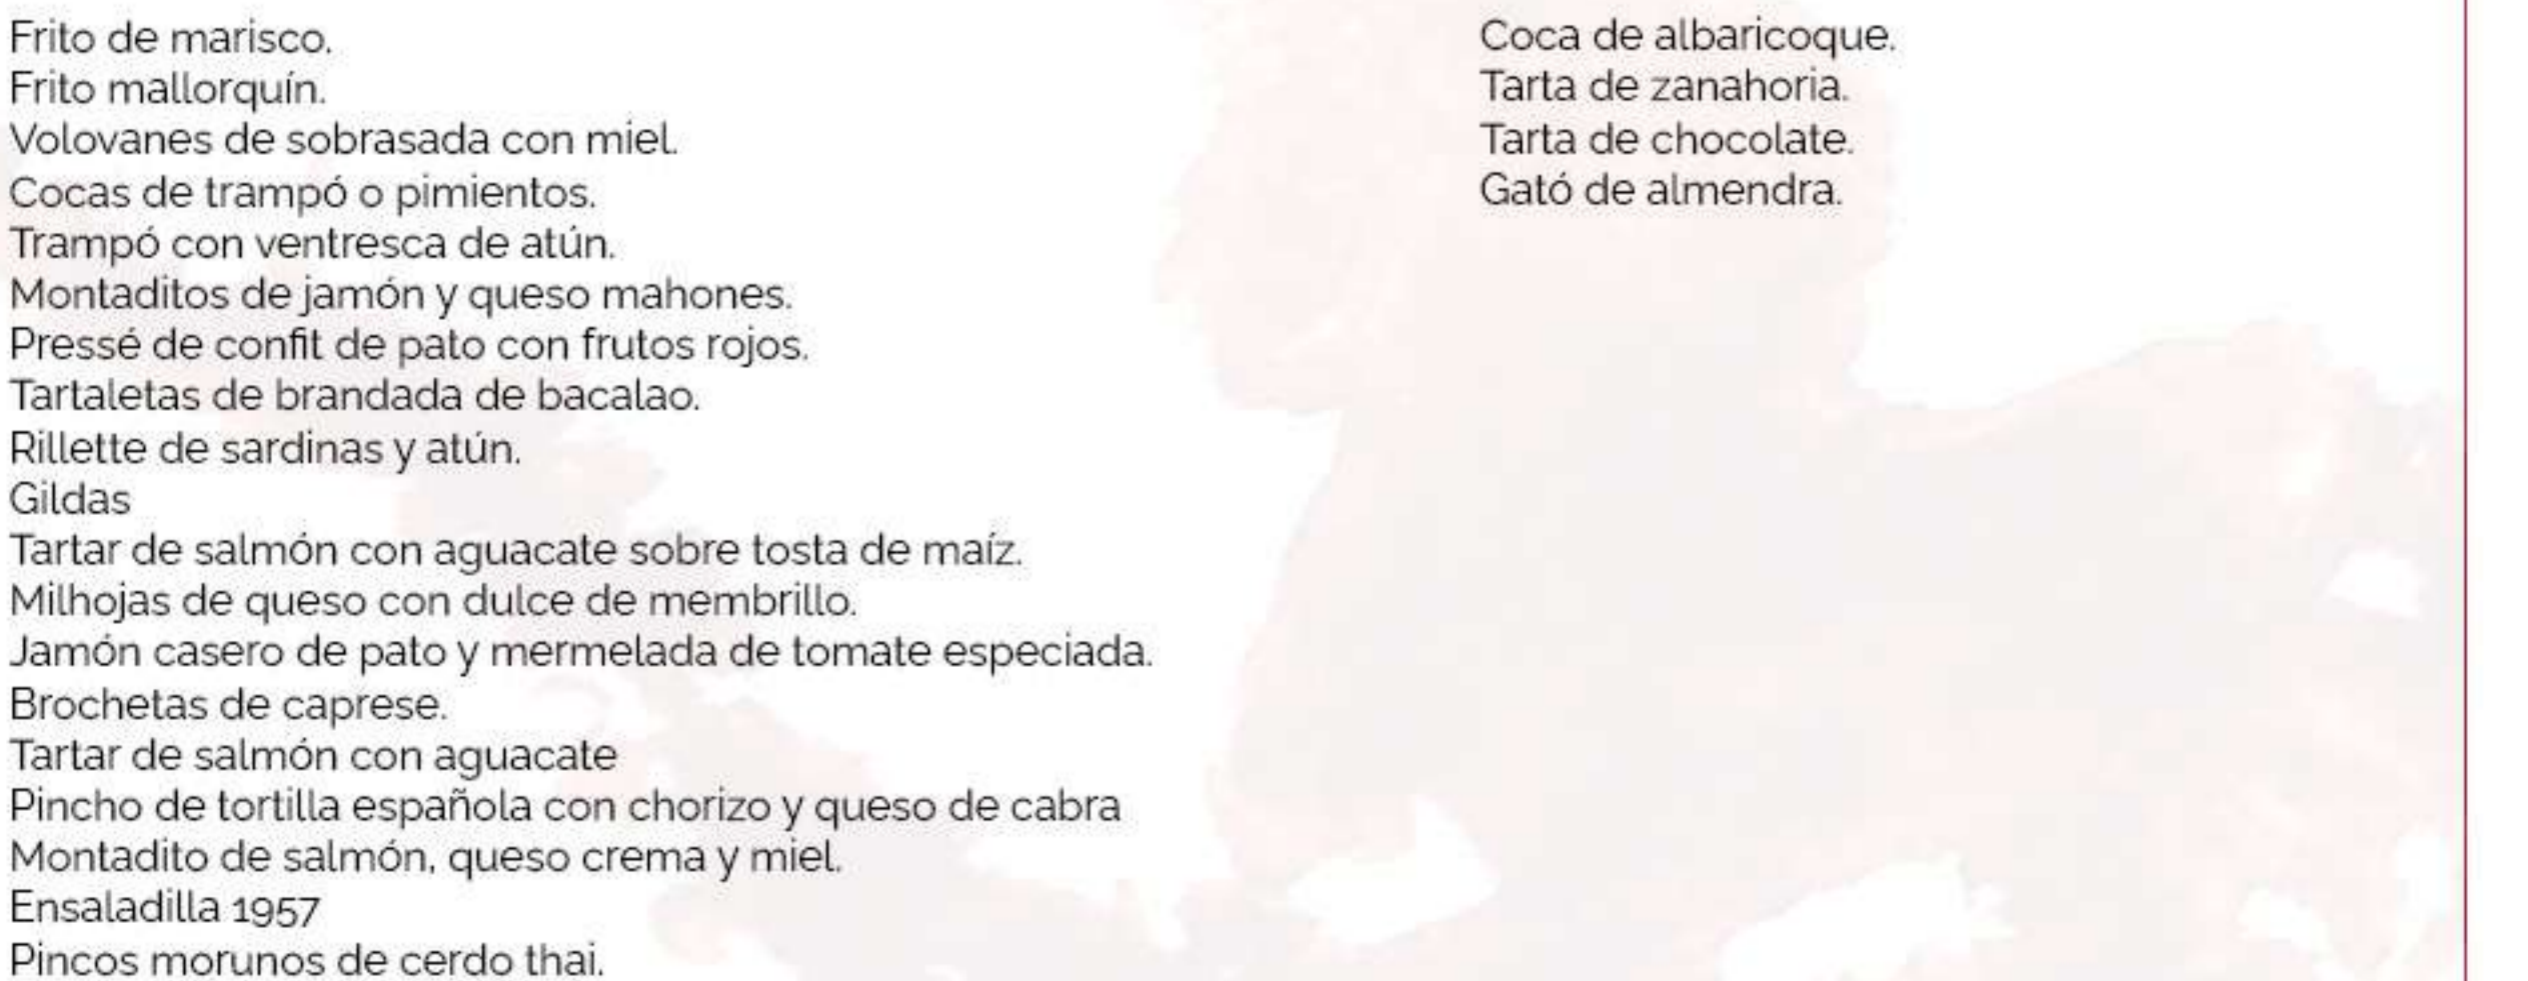 Frito de marisco.
Frito mallorquín.
Volovanes de sobrasada con miel.
Cocas de trampó o pimientos.
Trampó con ventresca de atún.
Montaditos de jamón y queso mahones.
Pressé de confit de pato con frutos rojos.
Tartaletas de brandada de bacalao.
Rillette de sardinas y atún.
Gildas
Tartar de salmón con aguacate sobre tosta de maíz.
Milhojas de queso con dulce de membrillo.
Jamón casero de pato y mermelada de tomate especiada.
Brochetas de caprese.
Tartar de salmón con aguacate
Pincho de tortilla española con chorizo y queso de cabra
Montadito de salmón, queso crema y miel.
Ensaladilla 1957
Pincos morunos de cerdo thai.
Coca de albaricoque.
Tarta de zanahoria.
Tarta de chocolate.
Gató de almendra.